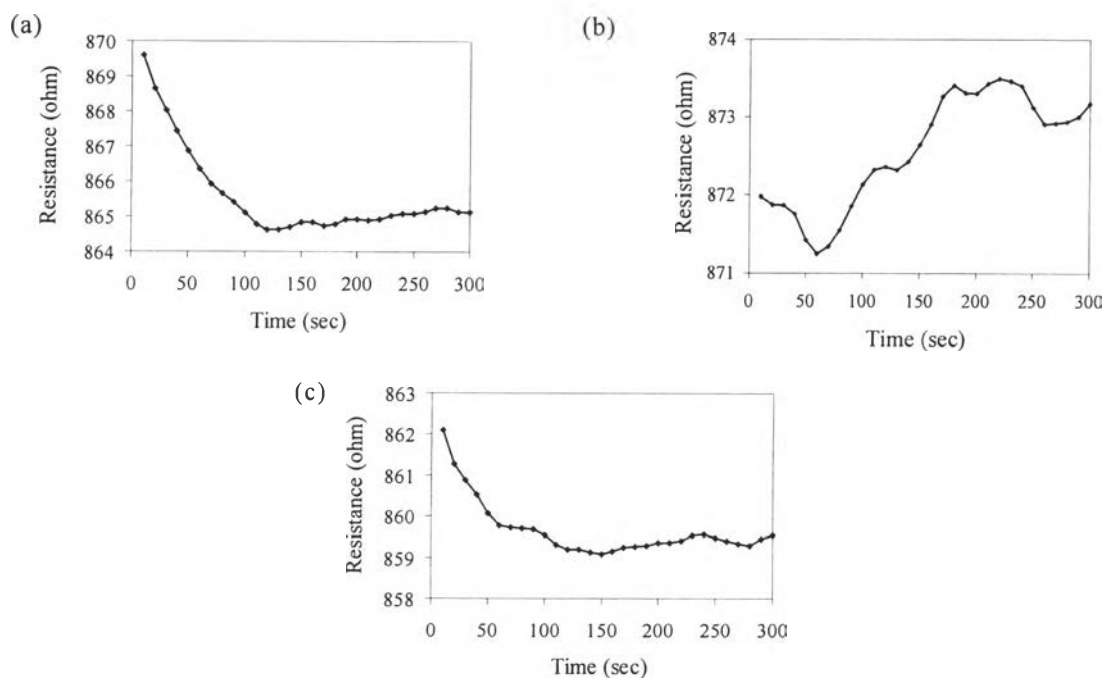 (a)
Resistance (ohm)
870
869
868
867
866
865
864
0 50 100 150 200 250 300
Time (sec)
(b)
Resistance (ohm)
874
873
872
871
0 50 100 150 200 250 300
Time (sec)
(c)
Resistance (ohm)
863
862
861
860
859
858
0 50 100 150 200 250 300
Time (sec)